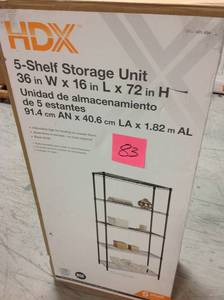 HDX
5-Shelf Storage Unit
36 in W x 16 in L x 72 in H
Unidad de almacenamiento
de 5 estantes
91.4 cm AN x 40.6 cm LA x 1.82 m AL
83